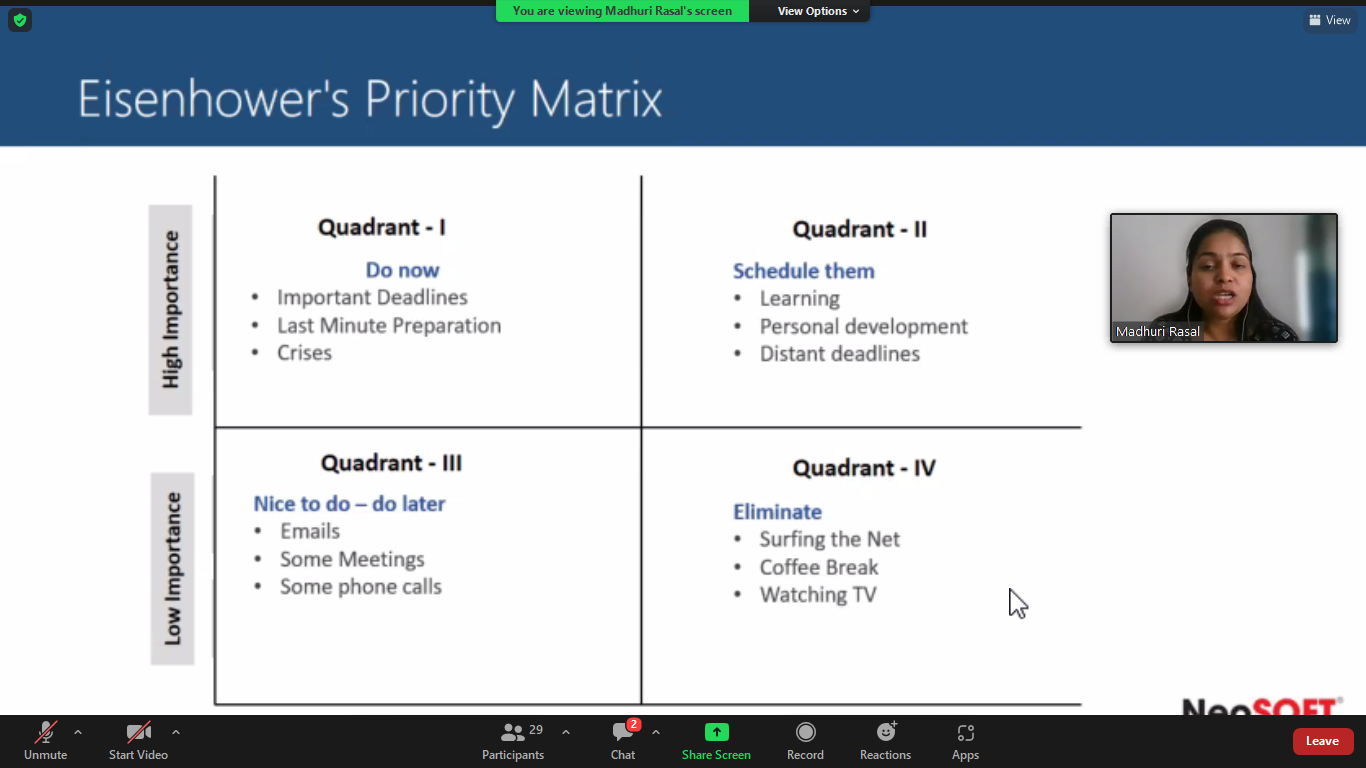 You are viewing Madhuri Rasal's screen
View Options
View
Eisenhower's Priority Matrix
High Importance
Quadrant - I
Do now
• Important Deadlines
• Last Minute Preparation
• Crises
Quadrant - II
Schedule them
• Learning
• Personal development
• Distant deadlines
Madhuri Rasal
Low Importance
Quadrant - III
Nice to do – do later
• Emails
• Some Meetings
• Some phone calls
Quadrant - IV
Eliminate
• Surfing the Net
• Coffee Break
• Watching TV
NeoSOFT
Unmute
Start Video
29
Participants
2
Chat
Share Screen
Record
Reactions
Apps
Leave